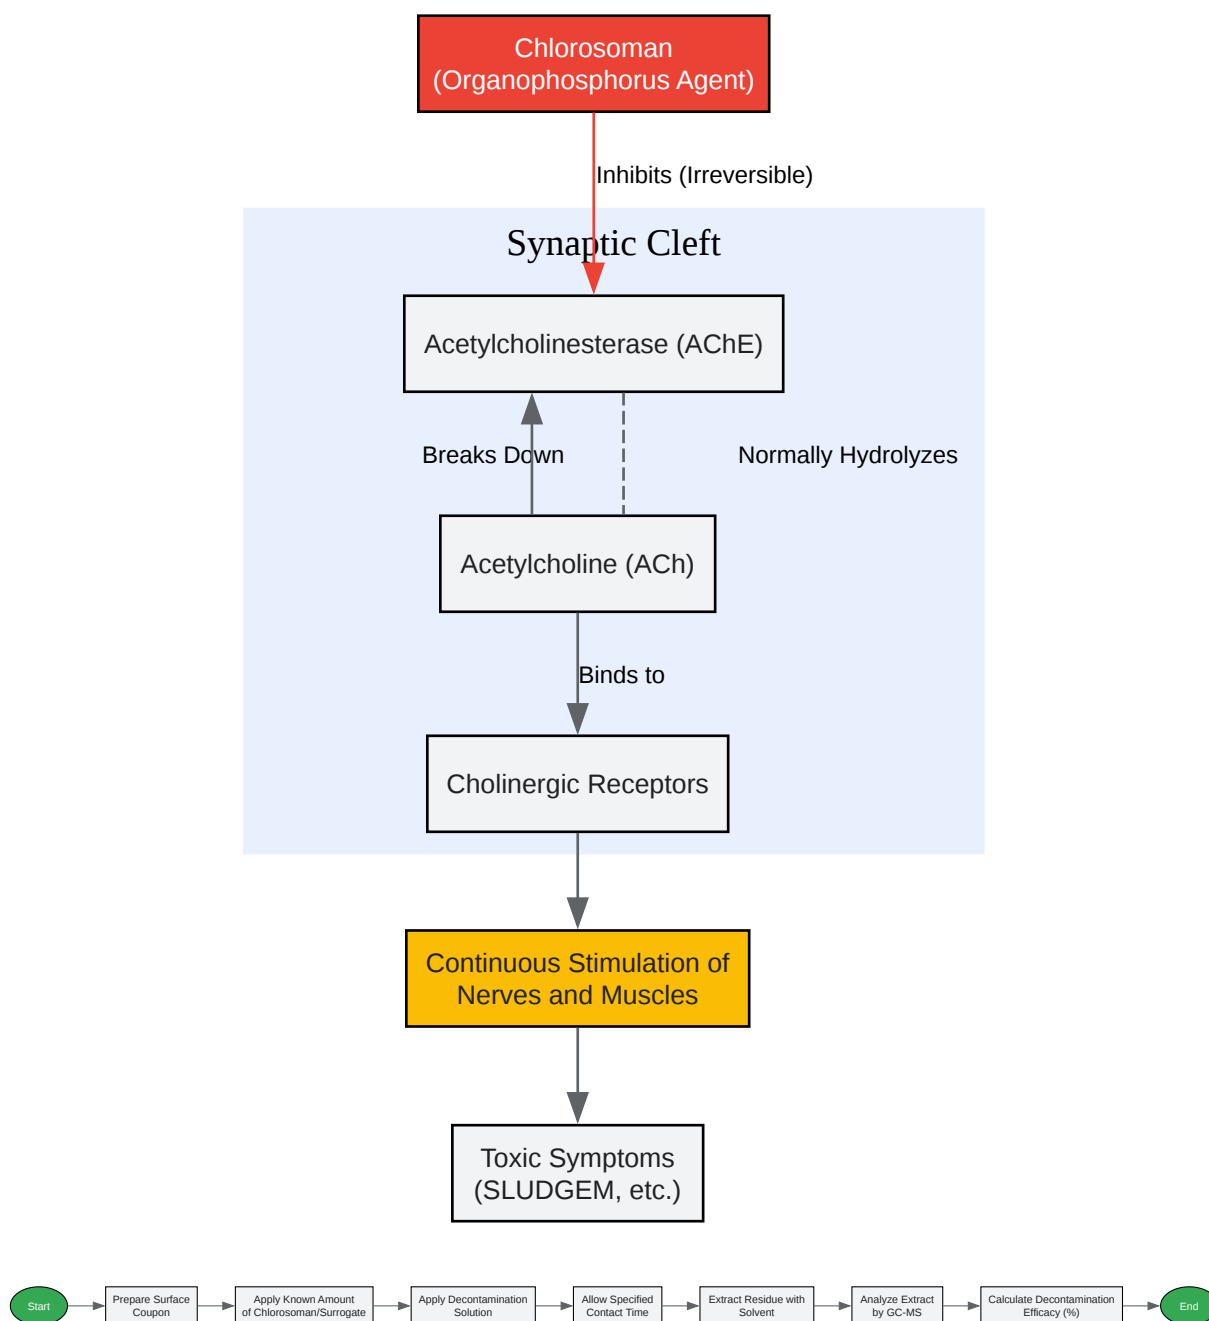 Chlorosoman
(Organophosphorus Agent)
Inhibits (Irreversible)
Synaptic Cleft
Acetylcholinesterase (AChE)
Breaks Down
Normally Hydrolyzes
Acetylcholine (ACh)
Binds to
Cholinergic Receptors
Continuous Stimulation of
Nerves and Muscles
Toxic Symptoms
(SLUDGEM, etc.)
Start
Prepare Surface
Coupon
Apply Known Amount
of Chlorosoman/Surrogate
Apply Decontamination
Solution
Allow Specified
Contact Time
Extract Residue with
Solvent
Analyze Extract
by GC-MS
Calculate Decontamination
Efficacy (%)
End